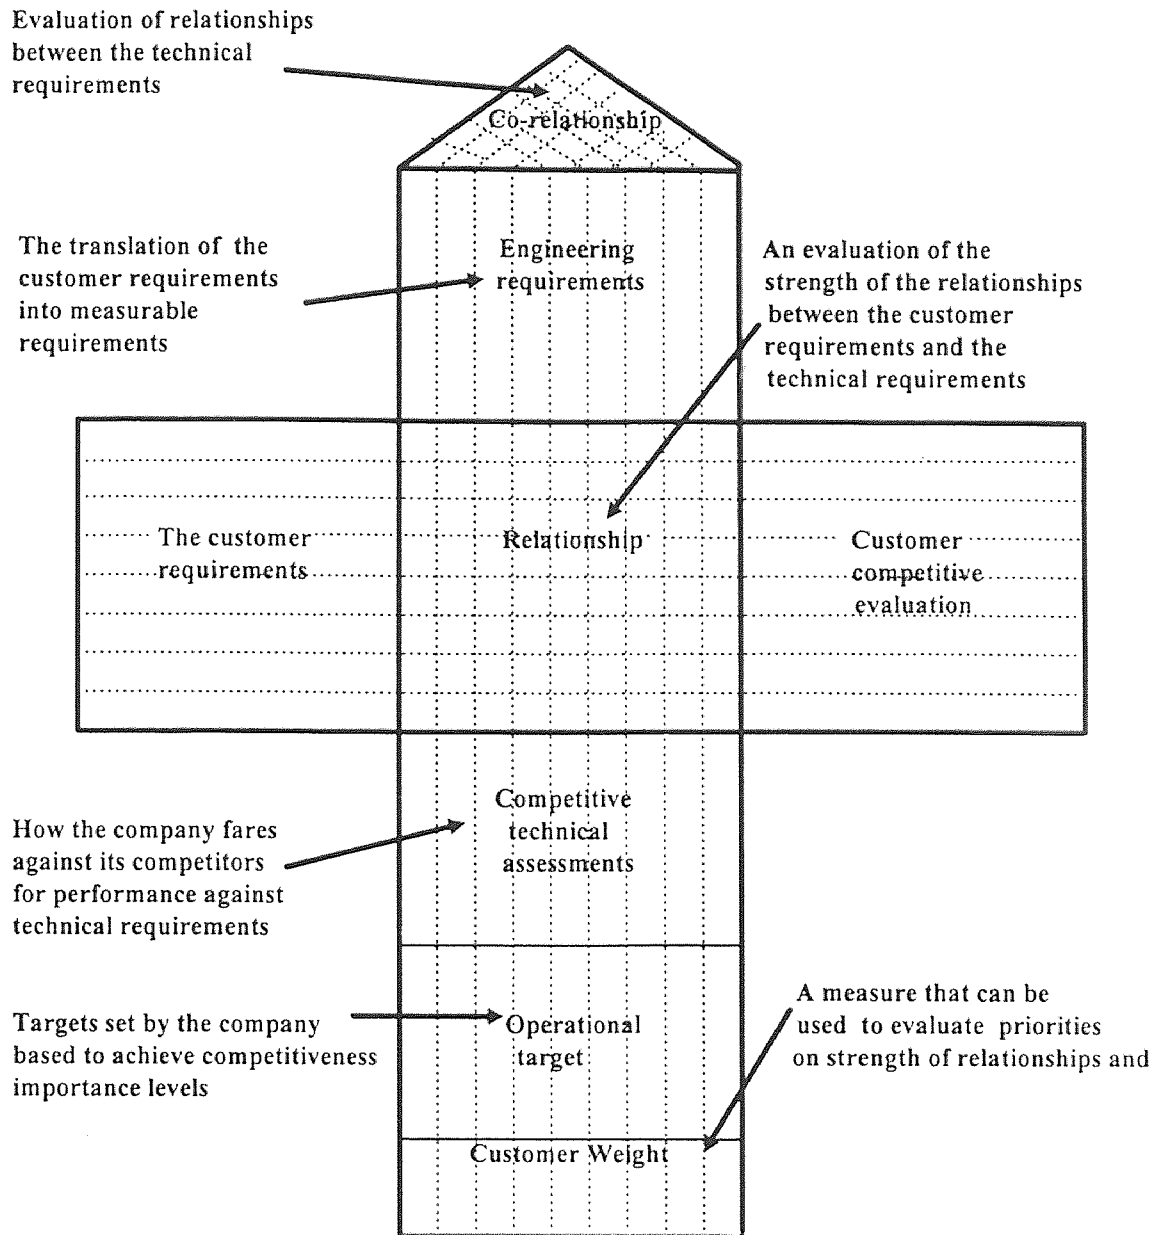 Evaluation of relationships
between the technical
requirements
Co-relationship
The translation of the
customer requirements
into measurable
requirements
Engineering
requirements
An evaluation of the
strength of the relationships
between the customer
requirements and the
technical requirements
The customer
requirements
Relationship
Customer
competitive
evaluation
How the company fares
against its competitors
for performance against
technical requirements
Competitive
technical
assessments
Targets set by the company
based to achieve competitiveness
importance levels
Operational
target
A measure that can be
used to evaluate priorities
on strength of relationships and
Customer Weight